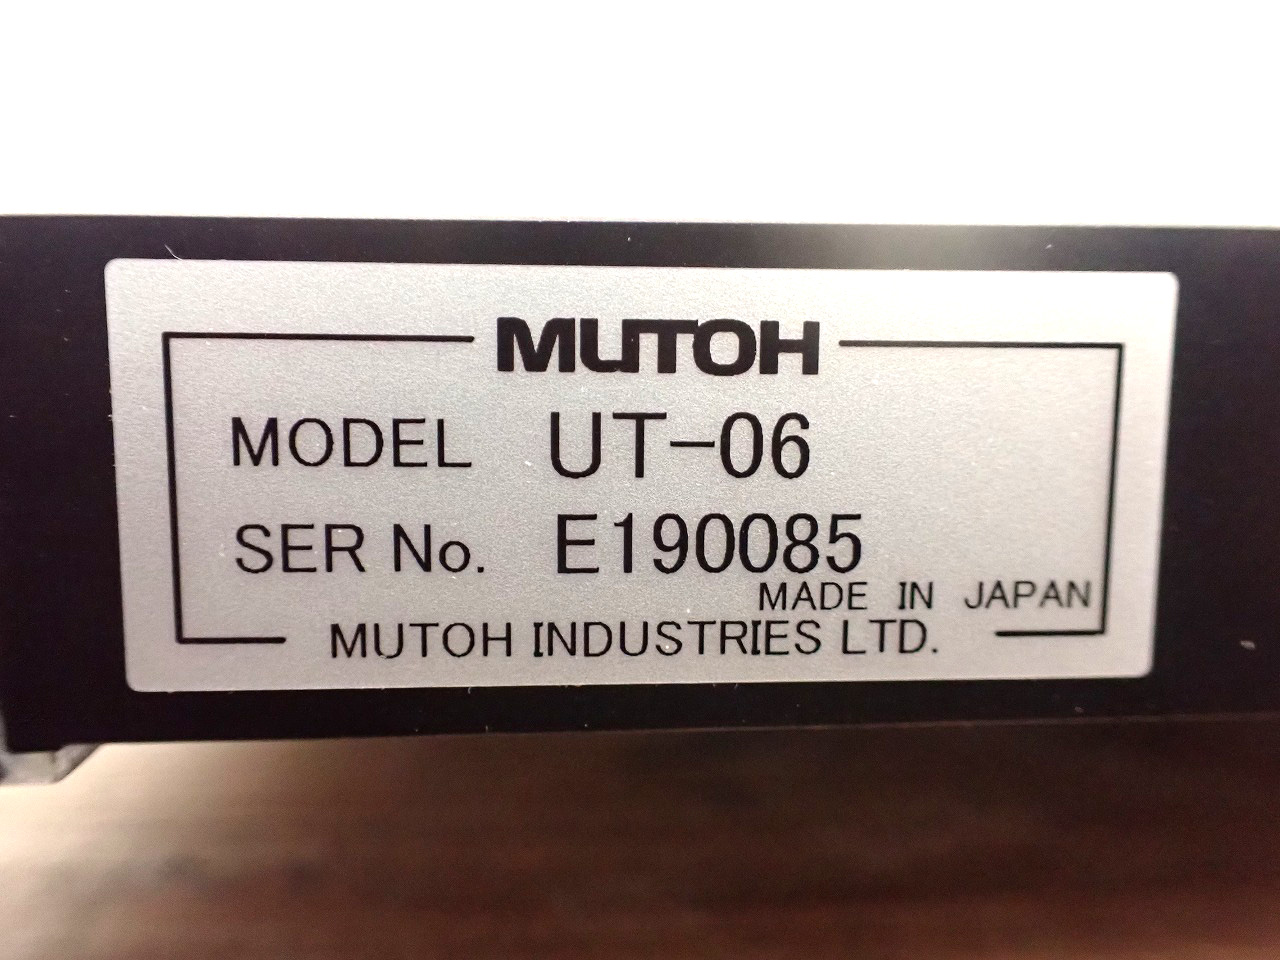 MUTOH
MODEL UT-06
SER No. E190085
MADE IN JAPAN
MUTOH INDUSTRIES LTD.